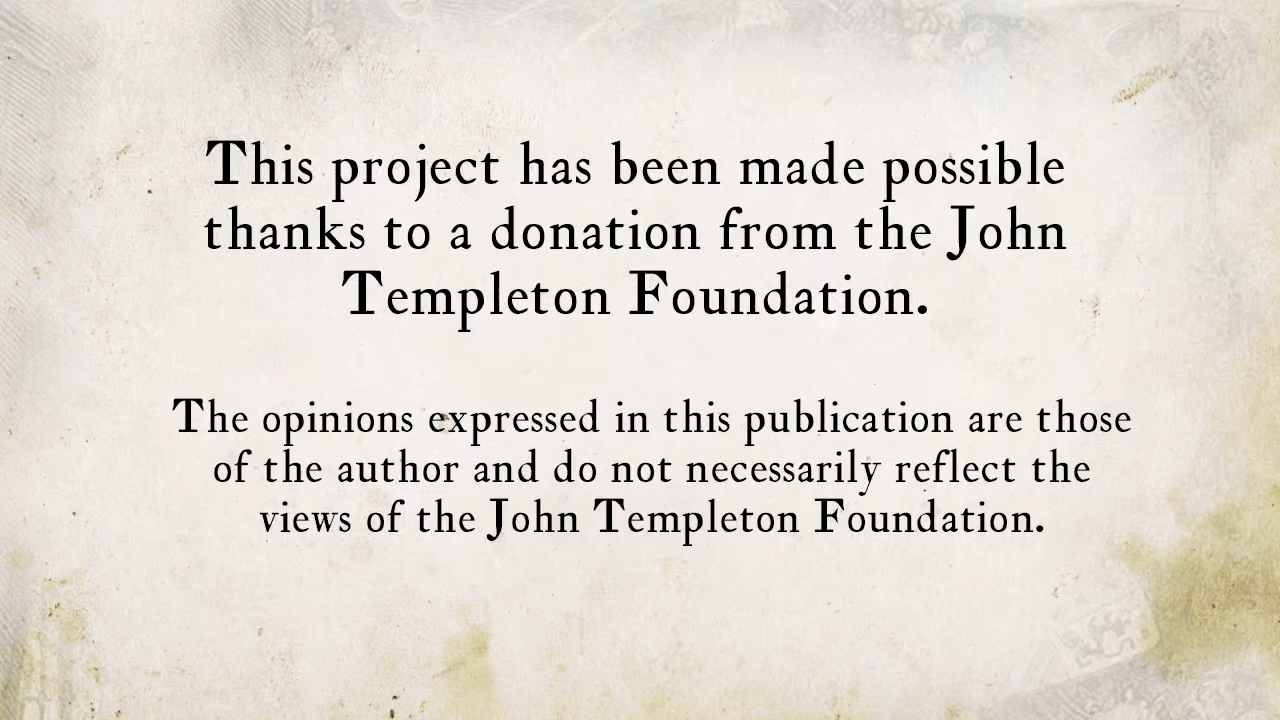 This project has been made possible
thanks to a donation from the John
Templeton Foundation.
The opinions expressed in this publication are those
of the author and do not necessarily reflect the
views of the John Templeton Foundation.